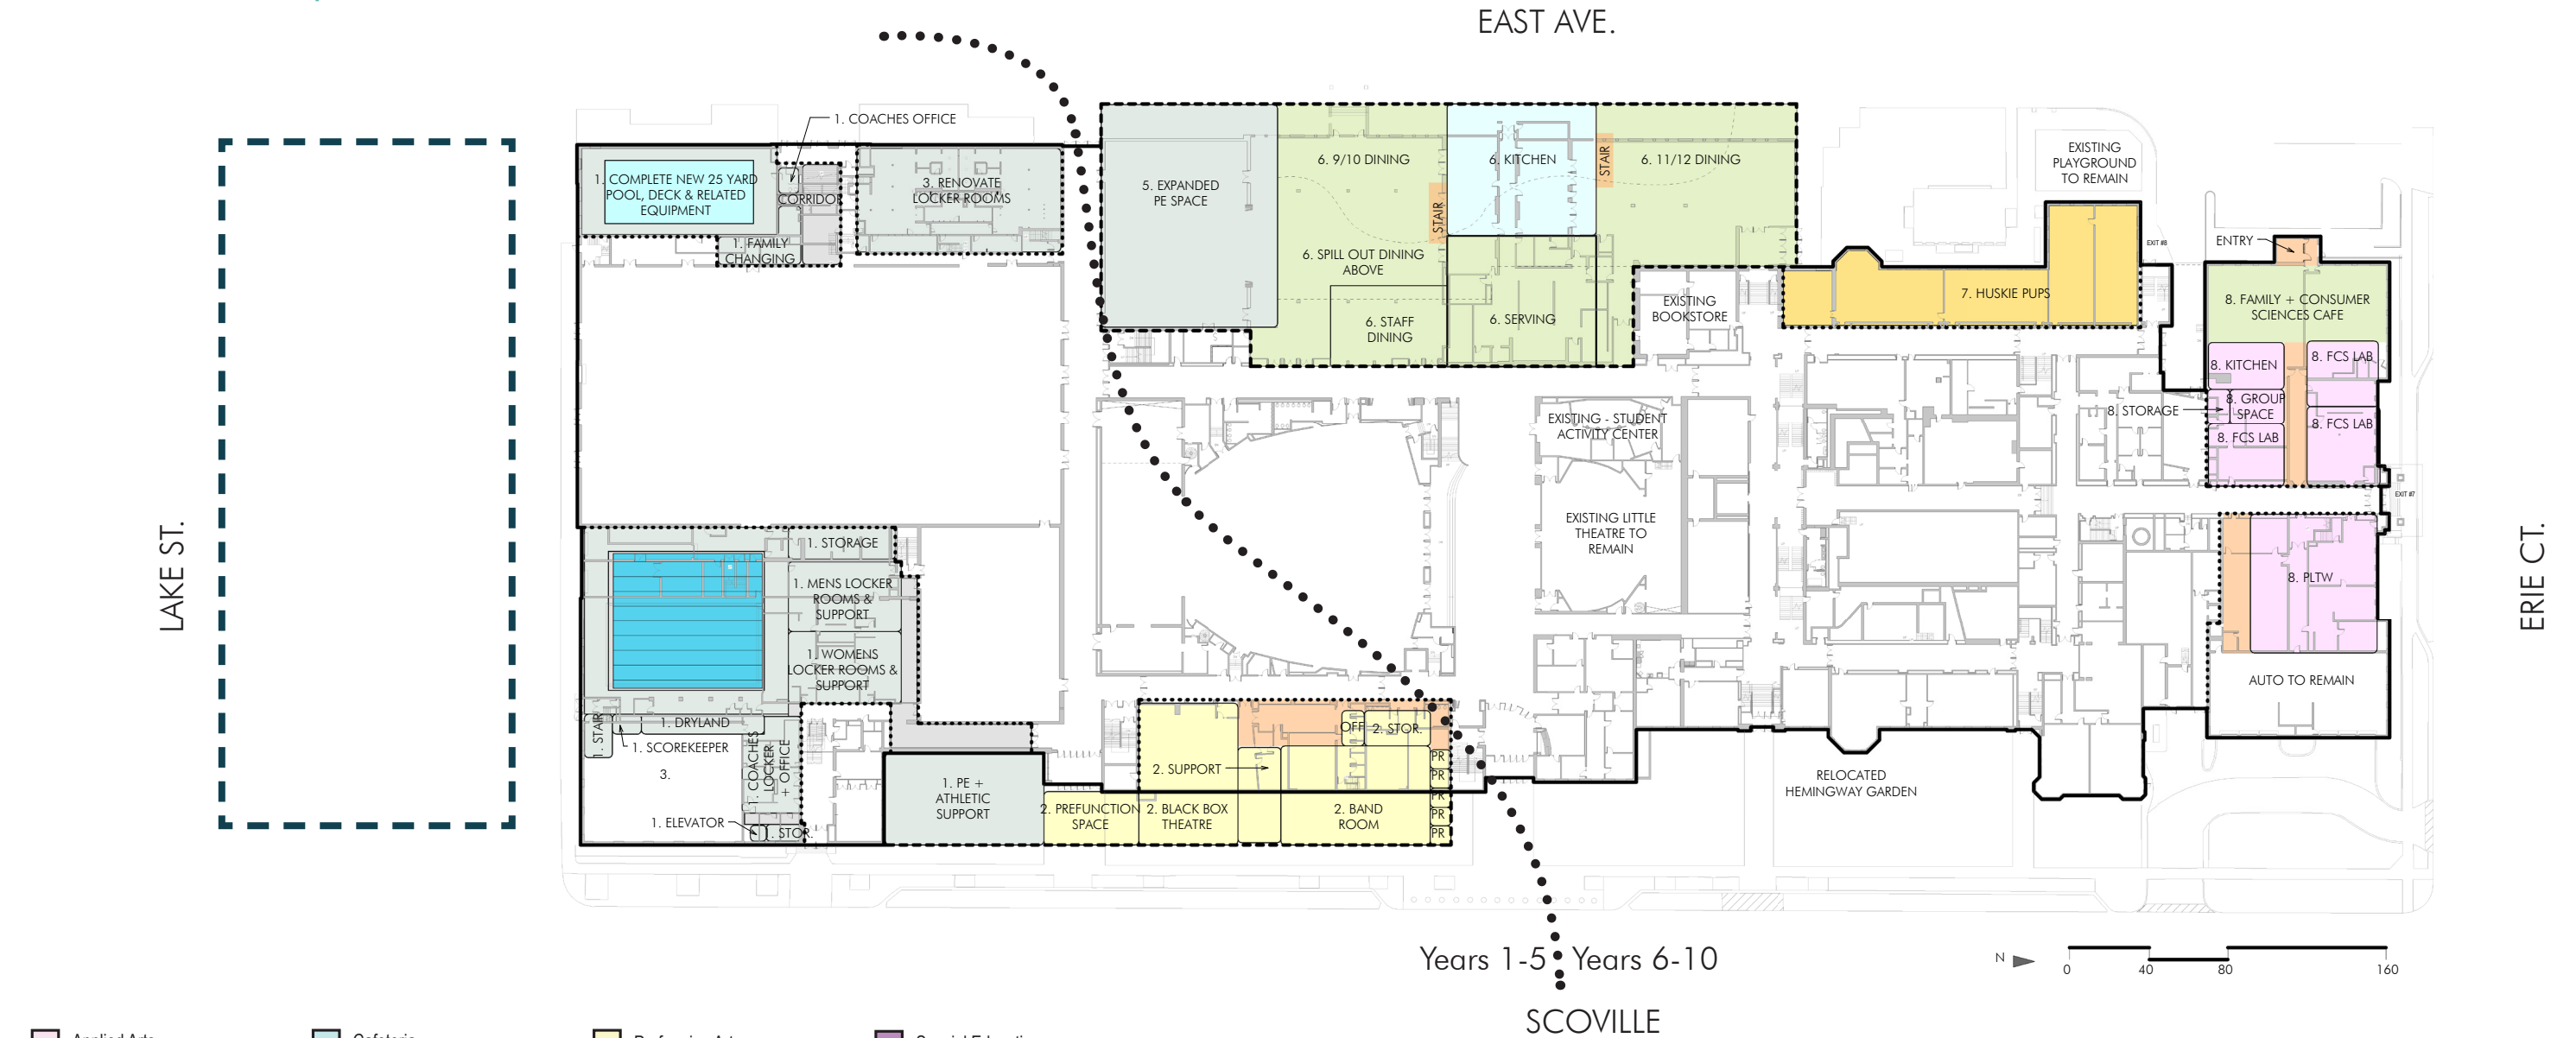 EAST AVE.
1. COACHES OFFICE
1. COMPLETE NEW 25 YARD
POOL, DECK & RELATED
EQUIPMENT
CORRIDOR
1. FAMILY
CHANGING
3. RENOVATE
LOCKER ROOMS
5. EXPANDED
PE SPACE
6. 9/10 DINING
STAIR
6. KITCHEN
STAIR
6. 11/12 DINING
6. SPILL OUT DINING
ABOVE
6. STAFF
DINING
6. SERVING
EXISTING
BOOKSTORE
EXISTING
PLAYGROUND
TO REMAIN
7. HUSKIE PUPS
EXIT #8
ENTRY
8. FAMILY + CONSUMER
SCIENCES CAFE
8. KITCHEN
8. FCS LAB
8. STORAGE
8. GROUP
SPACE
8. FCS LAB
8. FCS LAB
EXIT #7
8. PLTW
AUTO TO REMAIN
EXISTING - STUDENT
ACTIVITY CENTER
EXISTING LITTLE
THEATRE TO
REMAIN
LAKE ST.
ERIE CT.
1. STORAGE
1. MENS LOCKER
ROOMS &
SUPPORT
1. WOMENS
LOCKER ROOMS &
SUPPORT
1. STAIR
1. DRYLAND
1. SCOREKEEPER
3.
1. COACHES
LOCKER
+ OFFICE
1. ELEVATOR
1. STOR.
1. PE +
ATHLETIC
SUPPORT
2. PREFUNCTION
SPACE
2. SUPPORT
2. BLACK BOX
THEATRE
OFF
2. STOR.
2. BAND
ROOM
PR
PR
PR
PR
PR
RELOCATED
HEMINGWAY GARDEN
Years 1-5
Years 6-10
N
0
40
80
160
SCOVILLE